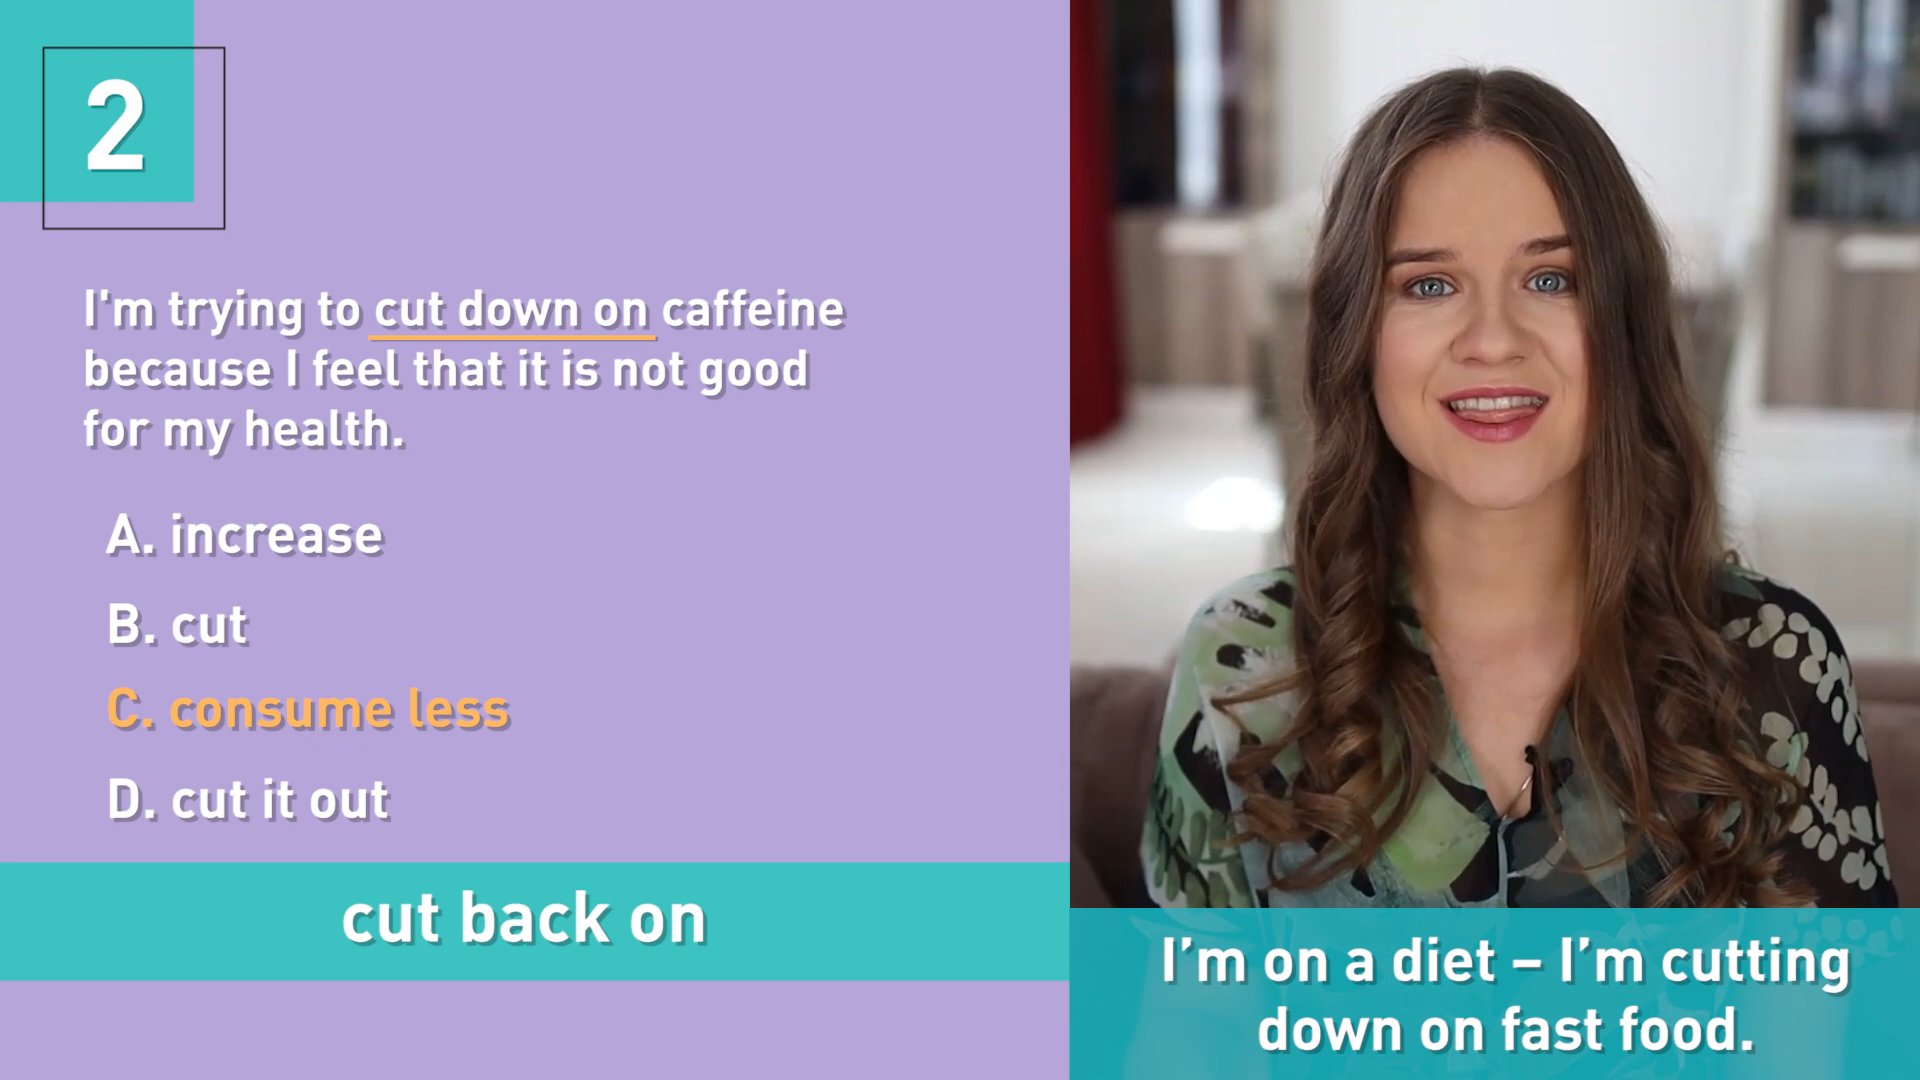 2
I'm trying to cut down on caffeine
because I feel that it is not good
for my health.
A. increase
B. cut
C. consume less
D. cut it out
cut back on
I’m on a diet – I’m cutting
down on fast food.